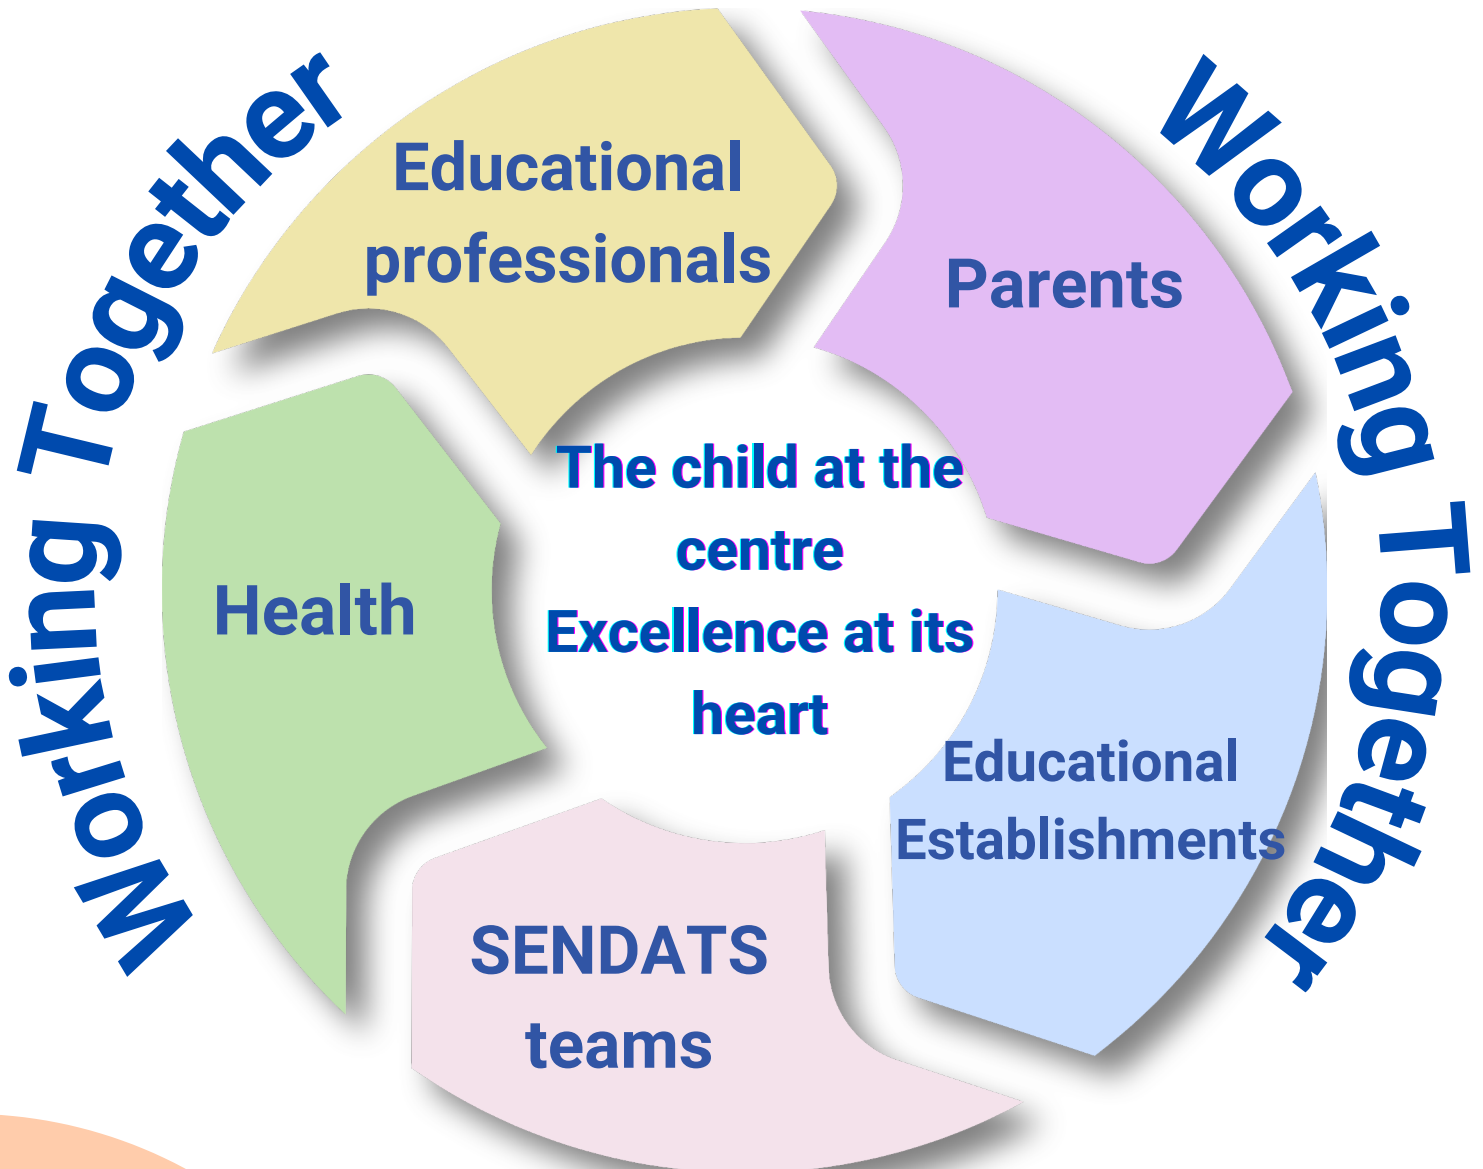 Working Together
Working Together
Educational
professionals
Parents
The child at the
centre
Excellence at its
heart
Health
Educational
Establishments
SENDATS
teams